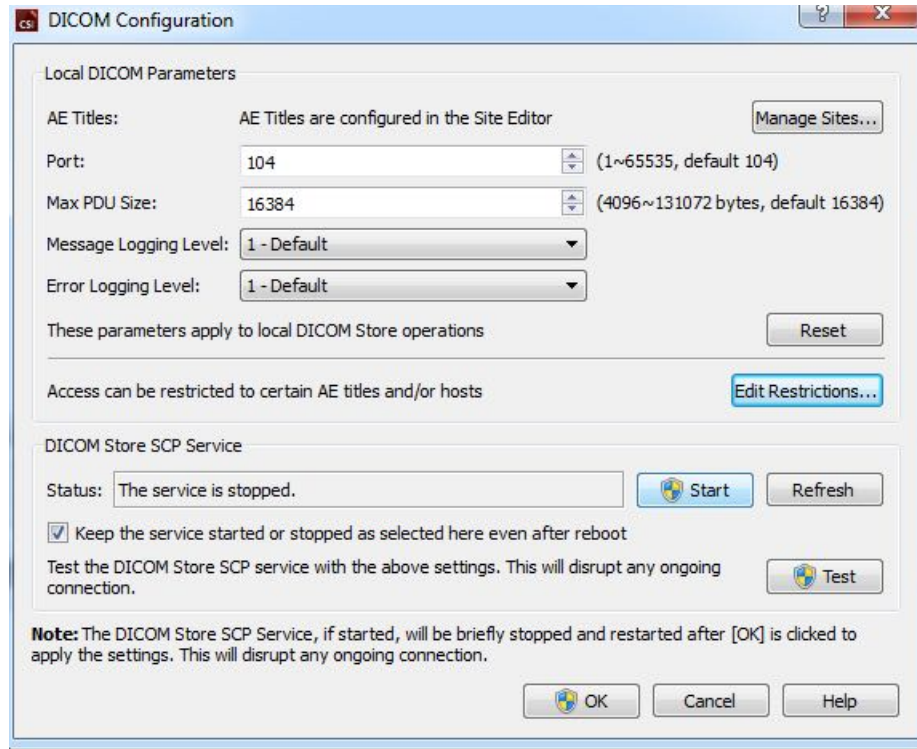 CSI DICOM Configuration
Local DICOM Parameters
AE Titles: AE Titles are configured in the Site Editor Manage Sites...
Port: 104 (1~65535, default 104)
Max PDU Size: 16384 (4096~131072 bytes, default 16384)
Message Logging Level: 1 - Default
Error Logging Level: 1 - Default
These parameters apply to local DICOM Store operations Reset
Access can be restricted to certain AE titles and/or hosts Edit Restrictions...
DICOM Store SCP Service
Status: The service is stopped. Start Refresh
Keep the service started or stopped as selected here even after reboot
Test the DICOM Store SCP service with the above settings. This will disrupt any ongoing
connection. Test
Note: The DICOM Store SCP Service, if started, will be briefly stopped and restarted after [OK] is clicked to
apply the settings. This will disrupt any ongoing connection.
OK Cancel Help